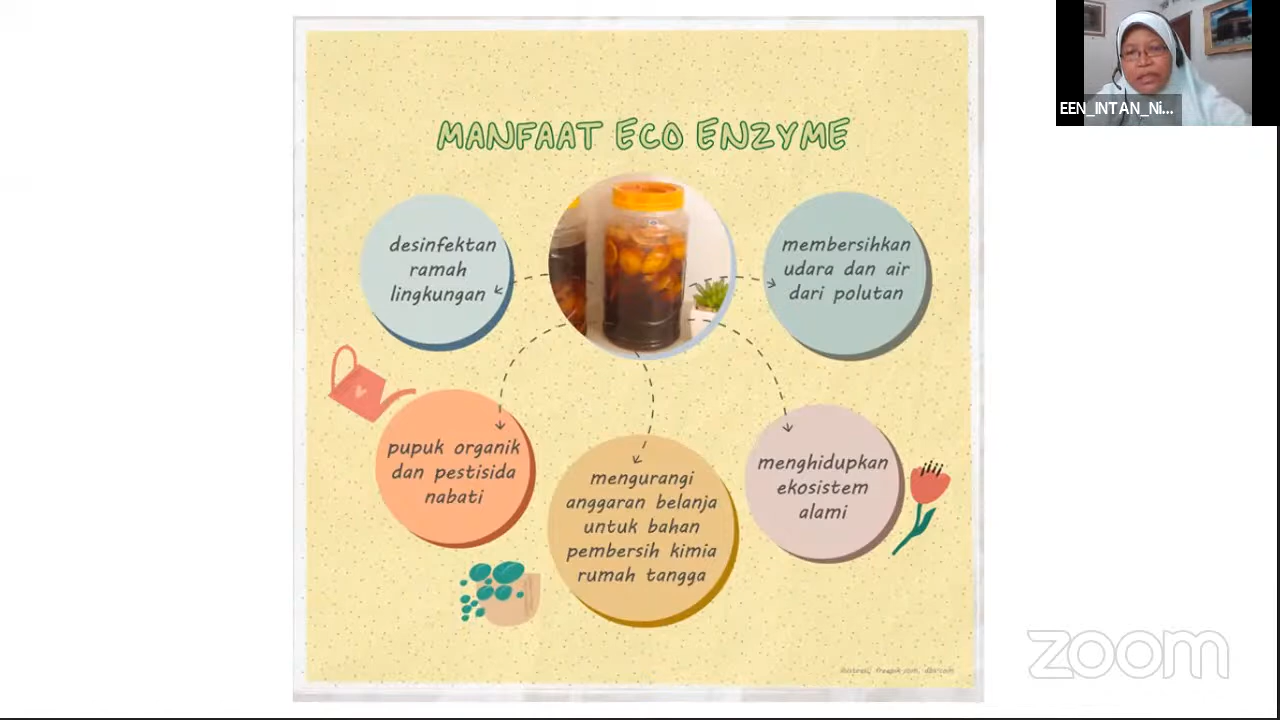 EEN_INTAN_Ni...
MANFAAT ECO ENZYME
desinfektan
ramah
lingkungan
membersihkan
udara dan air
dari polutan
pupuk organik
dan pestisida
nabati
mengurangi
anggaran belanja
untuk bahan
pembersih kimia
rumah tangga
menghidupkan
ekosistem
alami
zoom